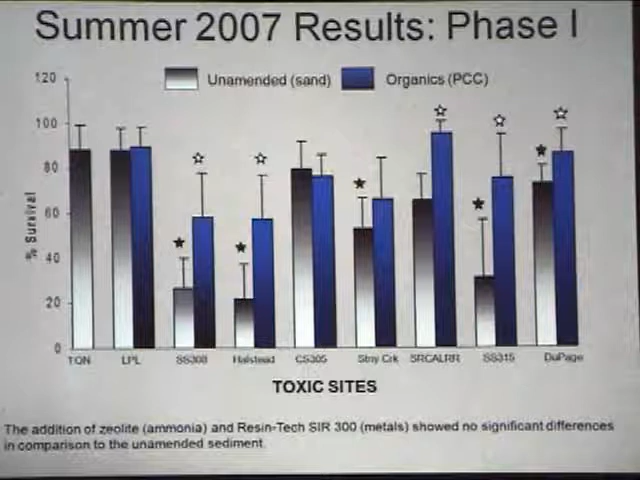 Summer 2007 Results: Phase I
Unamended (sand)
Organics (PCC)
120
100
80
60
40
20
0
% Survival
TQN
LPL
SS308
Halstead
CS305
Stny Crk
SRCALRR
SS315
DuPage
TOXIC SITES
The addition of zeolite (ammonia) and Resin-Tech SIR 300 (metals) showed no significant differences
in comparison to the unamended sediment.